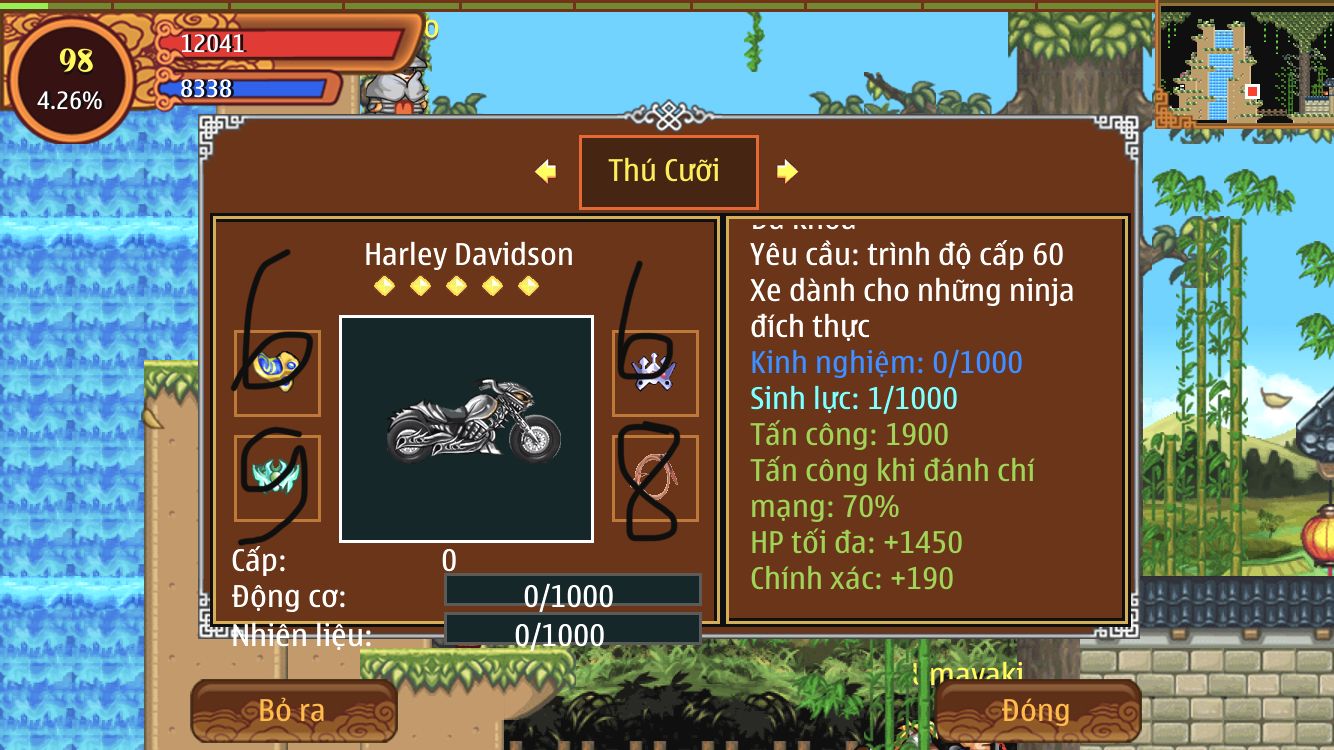 98
4.26%
12041
8338
Thú Cưỡi
Harley Davidson
6
6
9
8
Cấp: 0
Động cơ: 0/1000
Nhiên liệu: 0/1000
Đã khóa
Yêu cầu: trình độ cấp 60
Xe dành cho những ninja
đích thực
Kinh nghiệm: 0/1000
Sinh lực: 1/1000
Tấn công: 1900
Tấn công khi đánh chí
mạng: 70%
HP tối đa: +1450
Chính xác: +190
Umayaki
Bỏ ra
Đóng